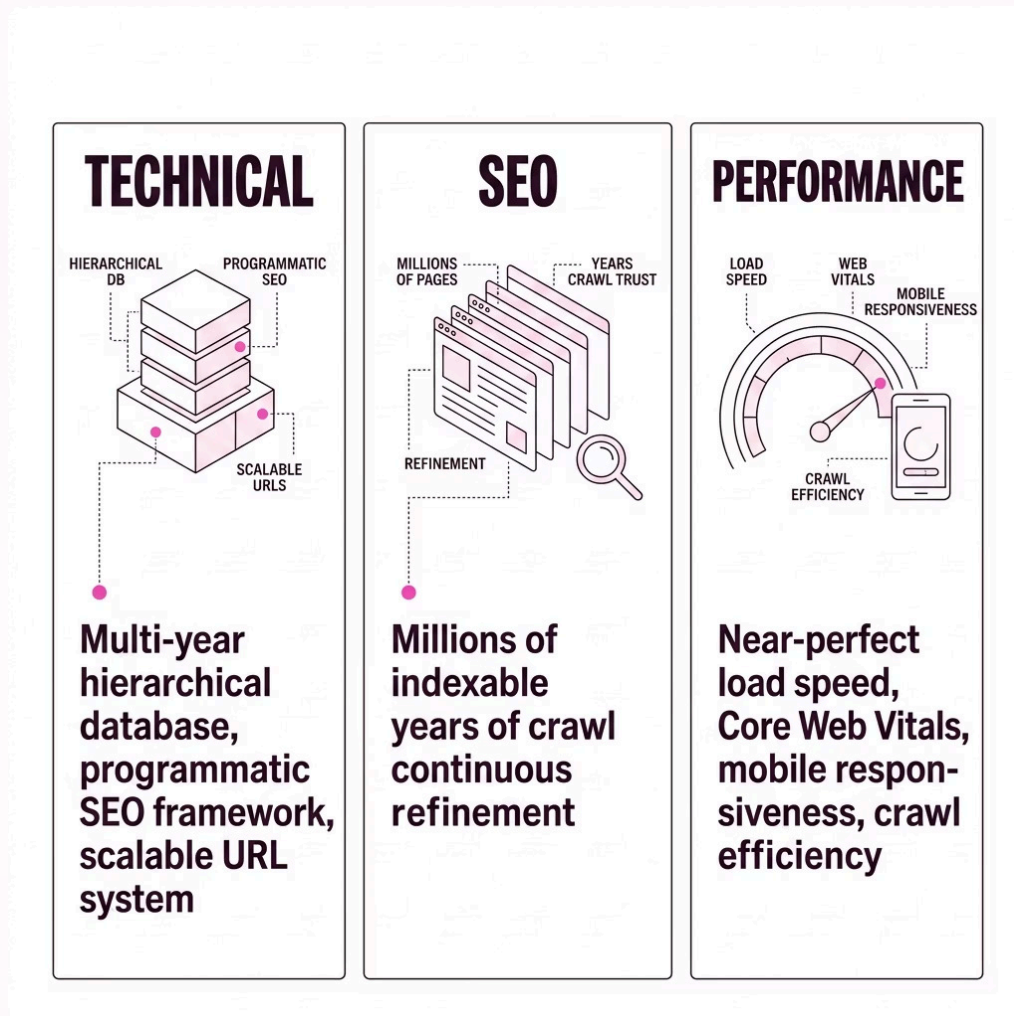 TECHNICAL
HIERARCHICAL
DB
PROGRAMMATIC
SEO
SCALABLE
URLS
Multi-year
hierarchical
database,
programmatic
SEO framework,
scalable URL
system
SEO
MILLIONS
OF PAGES
YEARS
CRAWL TRUST
REFINEMENT
Millions of
indexable
years of crawl
continuous
refinement
PERFORMANCE
LOAD
SPEED
WEB
VITALS
MOBILE
RESPONSIVENESS
CRAWL
EFFICIENCY
Near-perfect
load speed,
Core Web Vitals,
mobile respon-
siveness, crawl
efficiency